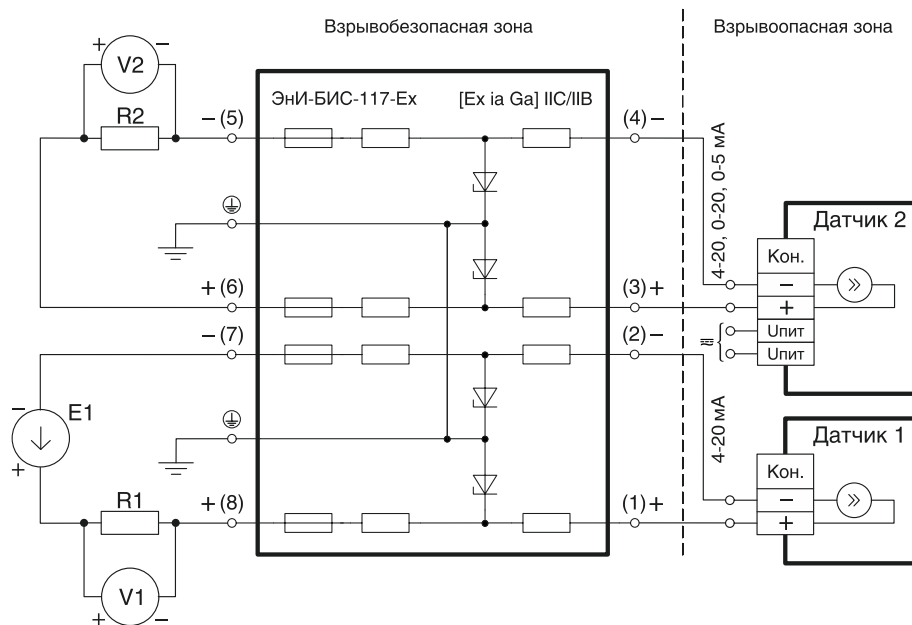 Взрывобезопасная зона
Взрывоопасная зона
+ V2 −
R2
ЭнИ-БИС-117-Ex [Ex ia Ga] IIC/IIB
− (5)
(4) −
4-20, 0-20, 0-5 мА
Датчик 2
Кон.
−
+
Uпит
Uпит
+ (6)
(3) +
− (7)
(2) −
−
E1
+
4-20 мА
Датчик 1
Кон.
−
+
R1
+ (8)
(1) +
+ V1 −